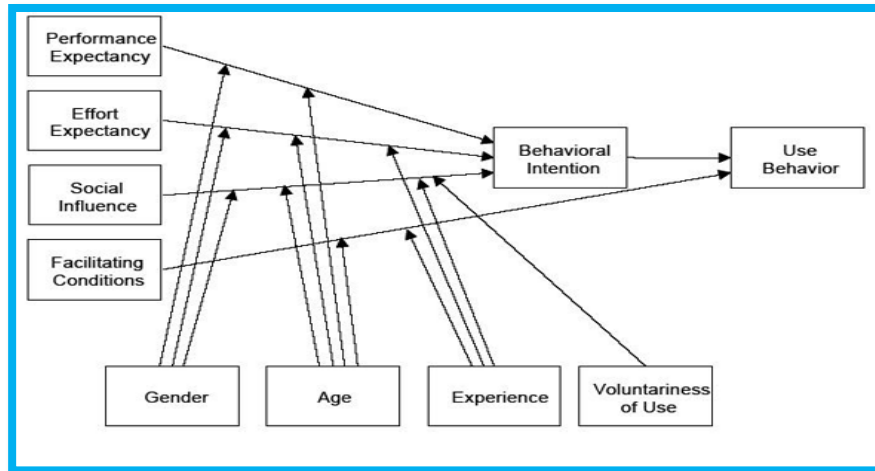 Performance
Expectancy
Effort
Expectancy
Social
Influence
Facilitating
Conditions
Behavioral
Intention
Use
Behavior
Gender
Age
Experience
Voluntariness
of Use